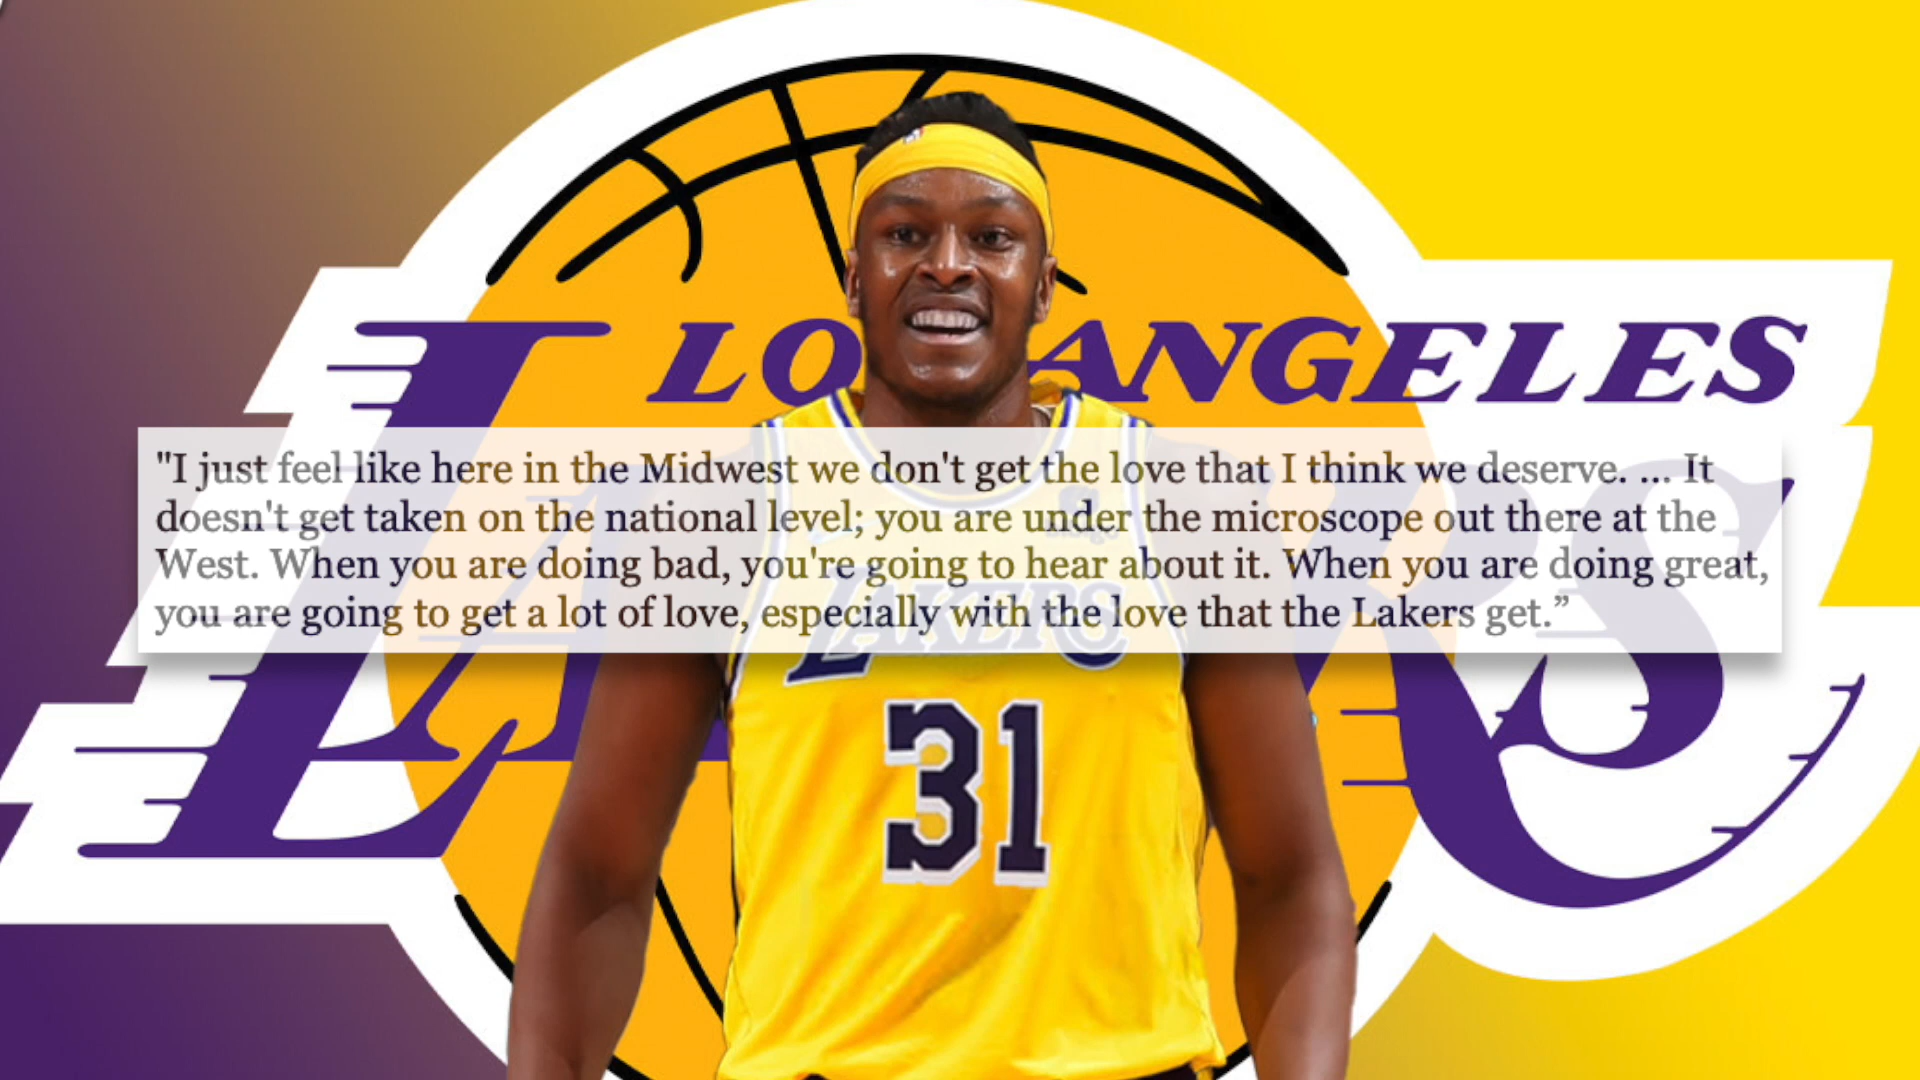 LOS ANGELES
LAKERS
"I just feel like here in the Midwest we don't get the love that I think we deserve. ... It
doesn't get taken on the national level; you are under the microscope out there at the
West. When you are doing bad, you're going to hear about it. When you are doing great,
you are going to get a lot of love, especially with the love that the Lakers get.”
LAKERS
31